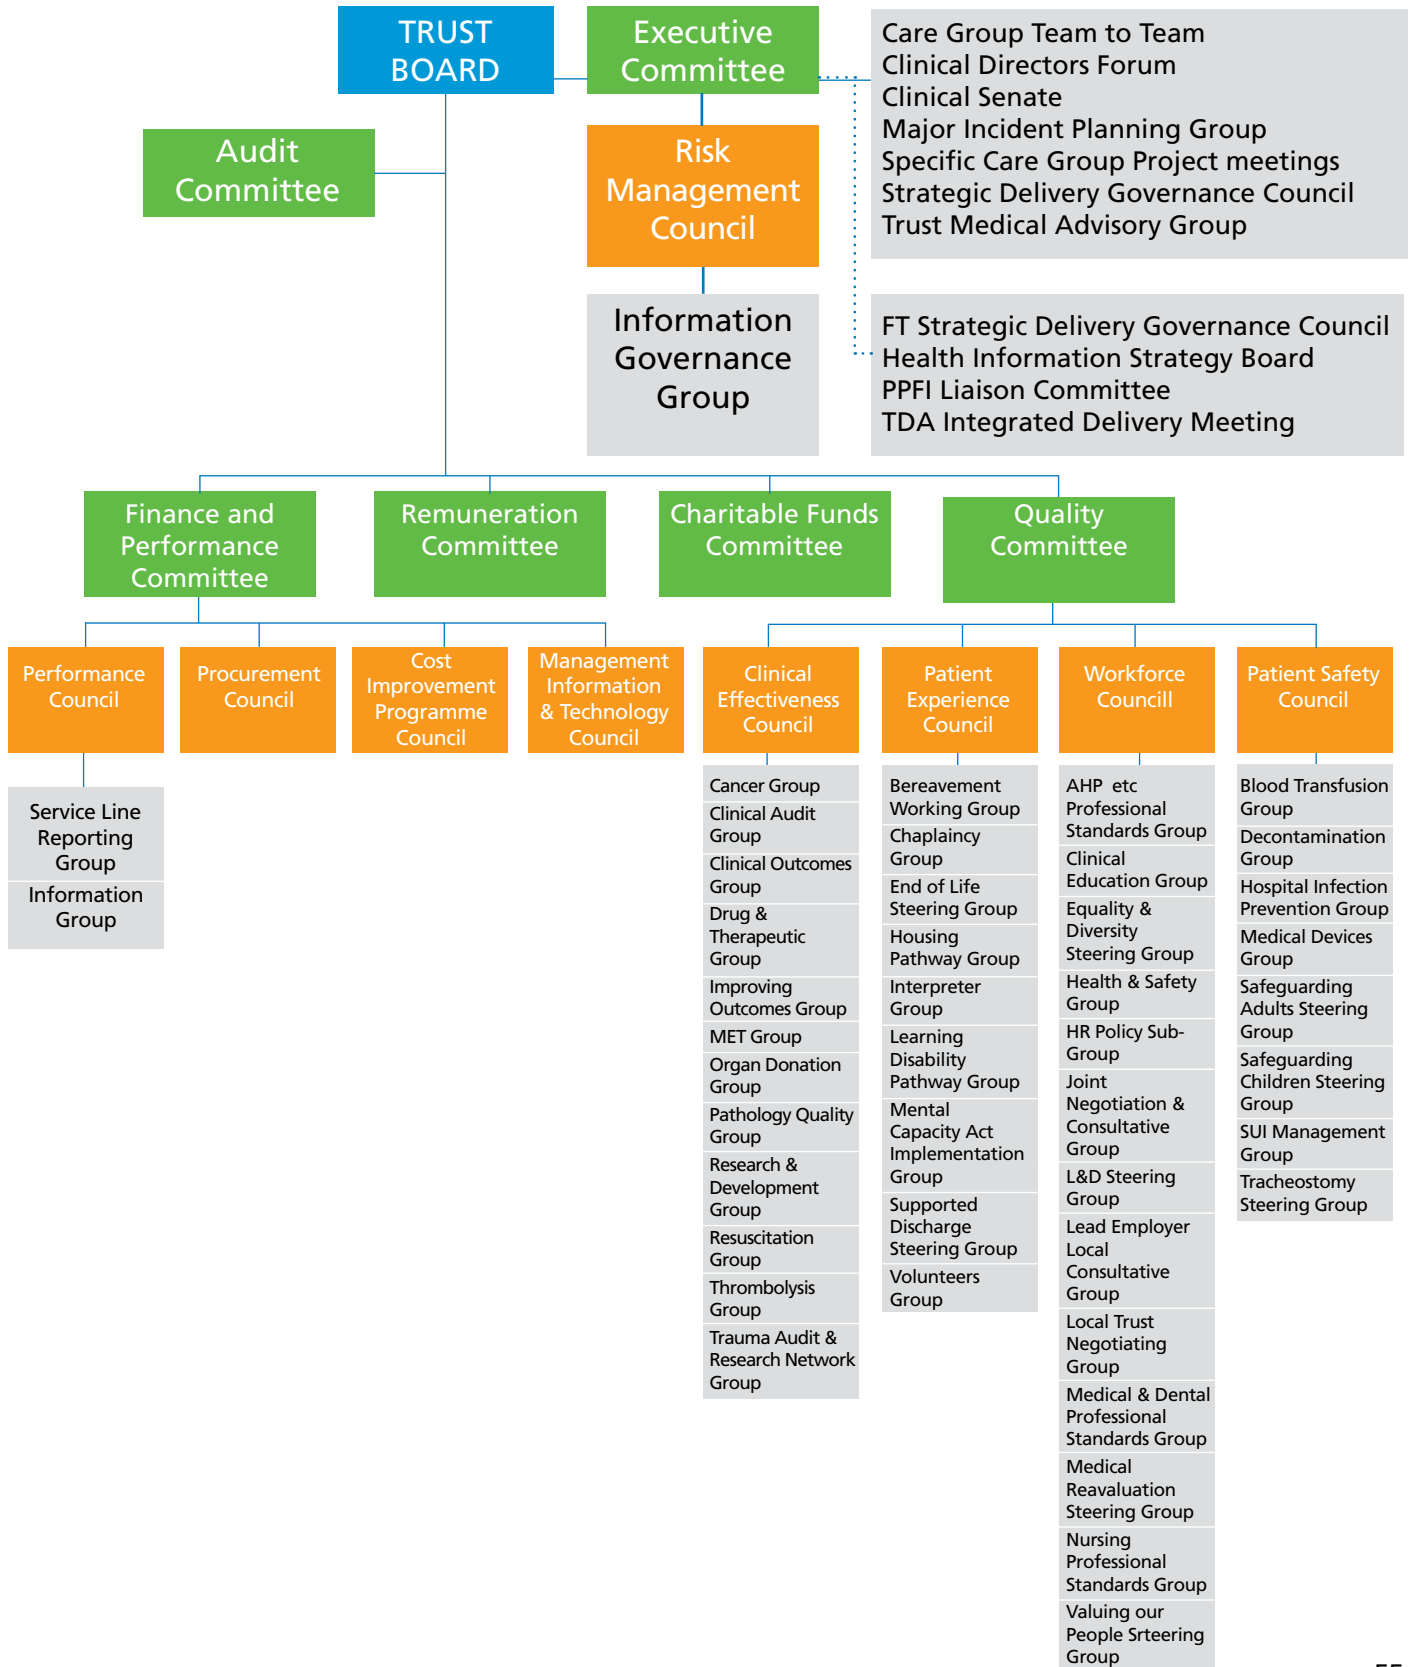 TRUST
BOARD
Executive
Committee
Care Group Team to Team
Clinical Directors Forum
Clinical Senate
Major Incident Planning Group
Specific Care Group Project meetings
Strategic Delivery Governance Council
Trust Medical Advisory Group
Audit
Committee
Risk
Management
Council
Information
Governance
Group
FT Strategic Delivery Governance Council
Health Information Strategy Board
PPFI Liaison Committee
TDA Integrated Delivery Meeting
Finance and
Performance
Committee
Remuneration
Committee
Charitable Funds
Committee
Quality
Committee
Performance
Council
Procurement
Council
Cost
Improvement
Programme
Council
Management
Information
& Technology
Council
Clinical
Effectiveness
Council
Patient
Experience
Council
Workforce
Councill
Patient Safety
Council
Service Line
Reporting
Group
Information
Group
Cancer Group
Clinical Audit
Group
Clinical Outcomes
Group
Drug &
Therapeutic
Group
Improving
Outcomes Group
MET Group
Organ Donation
Group
Pathology Quality
Group
Research &
Development
Group
Resuscitation
Group
Thrombolysis
Group
Trauma Audit &
Research Network
Group
Bereavement
Working Group
Chaplaincy
Group
End of Life
Steering Group
Housing
Pathway Group
Interpreter
Group
Learning
Disability
Pathway Group
Mental
Capacity Act
Implementation
Group
Supported
Discharge
Steering Group
Volunteers
Group
AHP  etc
Professional
Standards Group
Clinical
Education Group
Equality &
Diversity
Steering Group
Health & Safety
Group
HR Policy Sub-
Group
Joint
Negotiation &
Consultative
Group
L&D Steering
Group
Lead Employer
Local
Consultative
Group
Local Trust
Negotiating
Group
Medical & Dental
Professional
Standards Group
Medical
Reavaluation
Steering Group
Nursing
Professional
Standards Group
Valuing our
People Srteering
Group
Blood Transfusion
Group
Decontamination
Group
Hospital Infection
Prevention Group
Medical Devices
Group
Safeguarding
Adults Steering
Group
Safeguarding
Children Steering
Group
SUI Management
Group
Tracheostomy
Steering Group